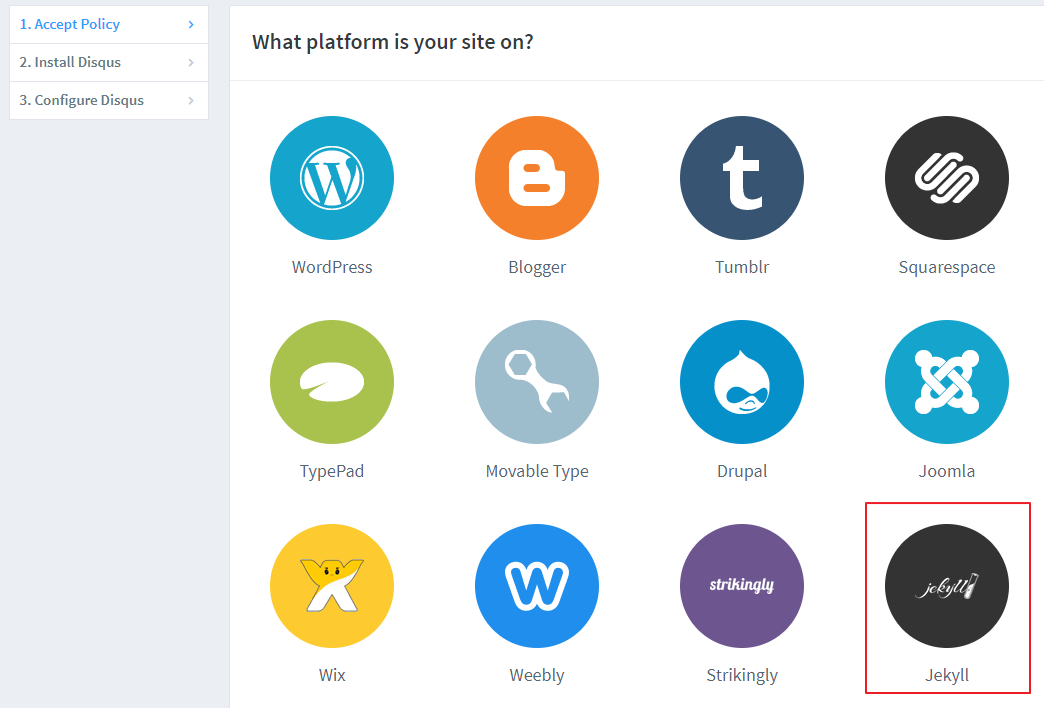 1. Accept Policy
2. Install Disqus
3. Configure Disqus
What platform is your site on?
WordPress
Blogger
Tumblr
Squarespace
TypePad
Movable Type
Drupal
Joomla
strikingly
jekyll
Wix
Weebly
Strikingly
Jekyll